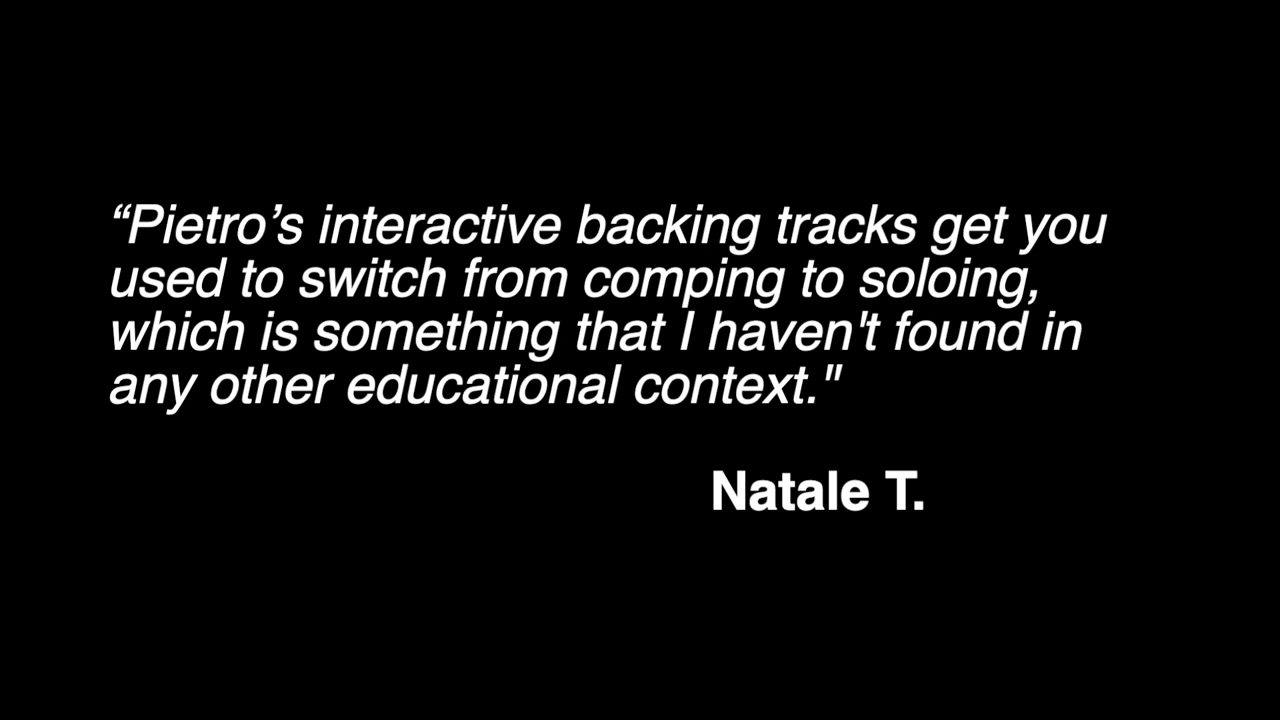 “Pietro’s interactive backing tracks get you
used to switch from comping to soloing,
which is something that I haven't found in
any other educational context."
Natale T.